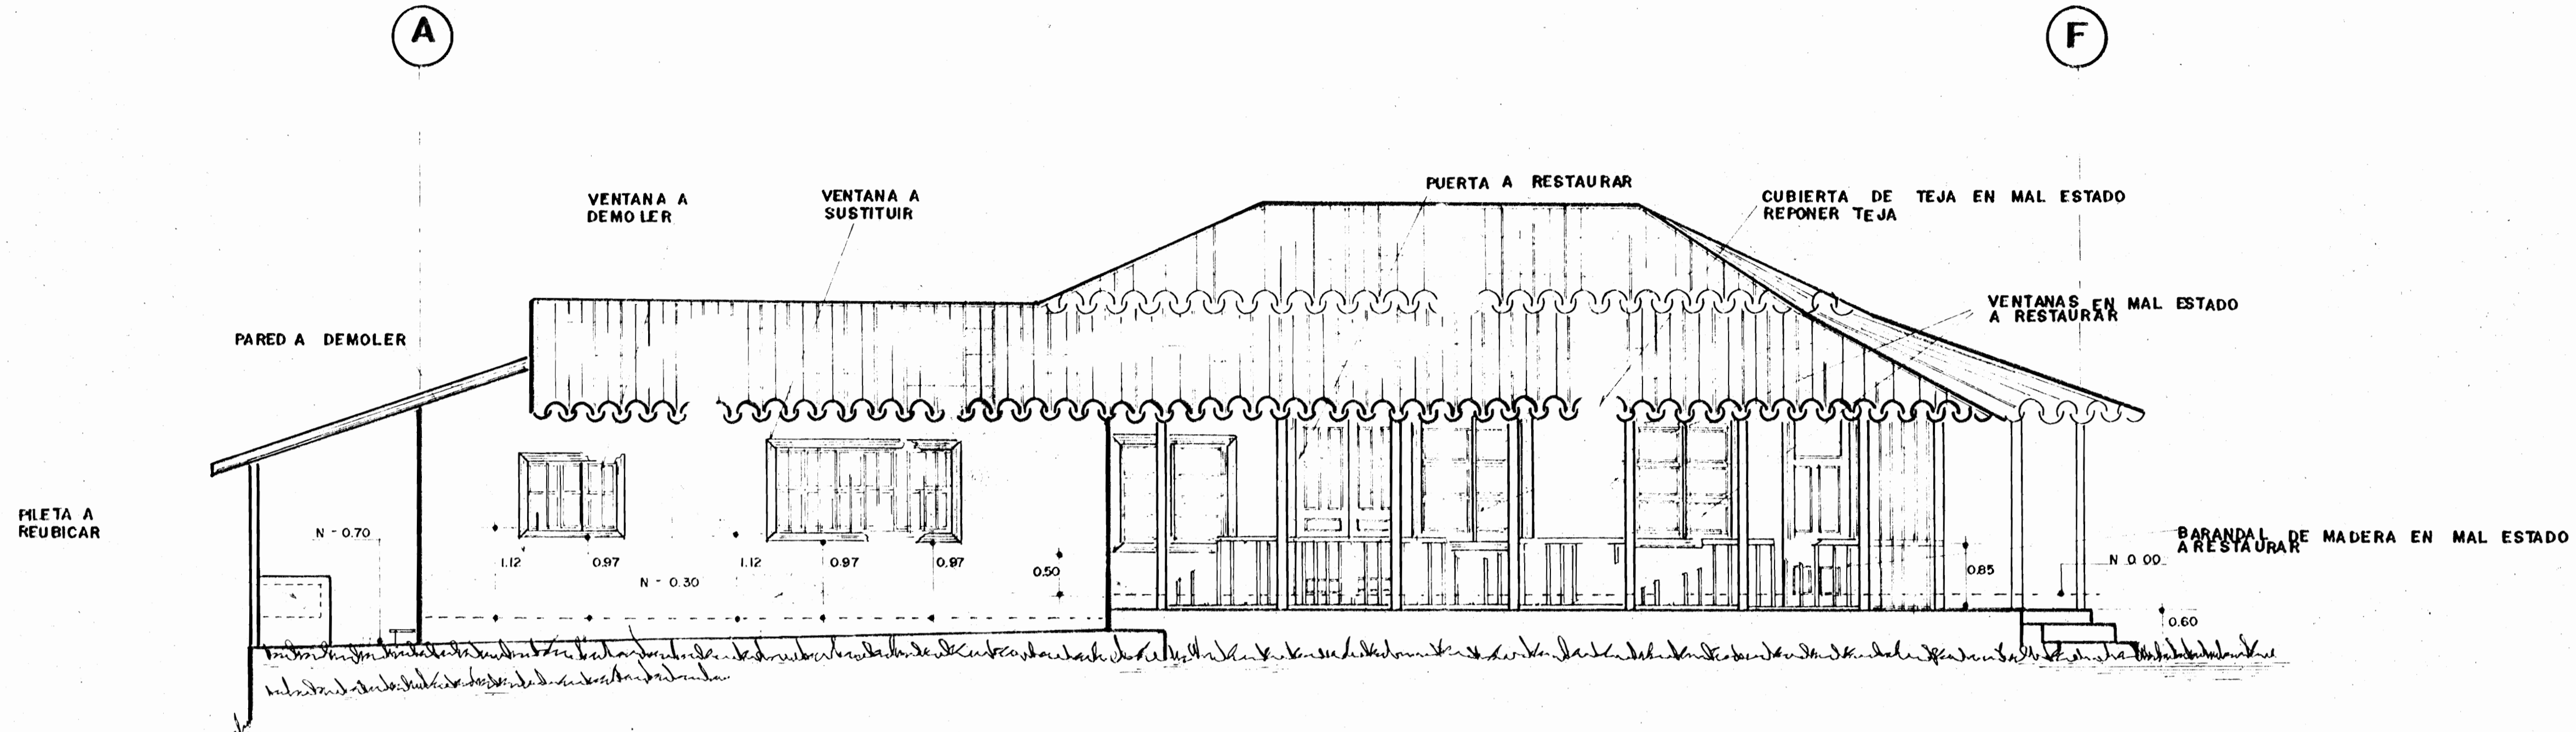 A
F
VENTANA A
DEMOLER
VENTANA A
SUSTITUIR
PUERTA A RESTAURAR
CUBIERTA DE TEJA EN MAL ESTADO
REPONER TEJA
VENTANAS EN MAL ESTADO
A RESTAURAR
PARED A DEMOLER
PILETA A
REUBICAR
N - 0.70
1.12
0.97
N - 0.30
1.12
0.97
0.97
0.50
0.85
N 0.00
BARANDAL DE MADERA EN MAL ESTADO
A RESTAURAR
0.60